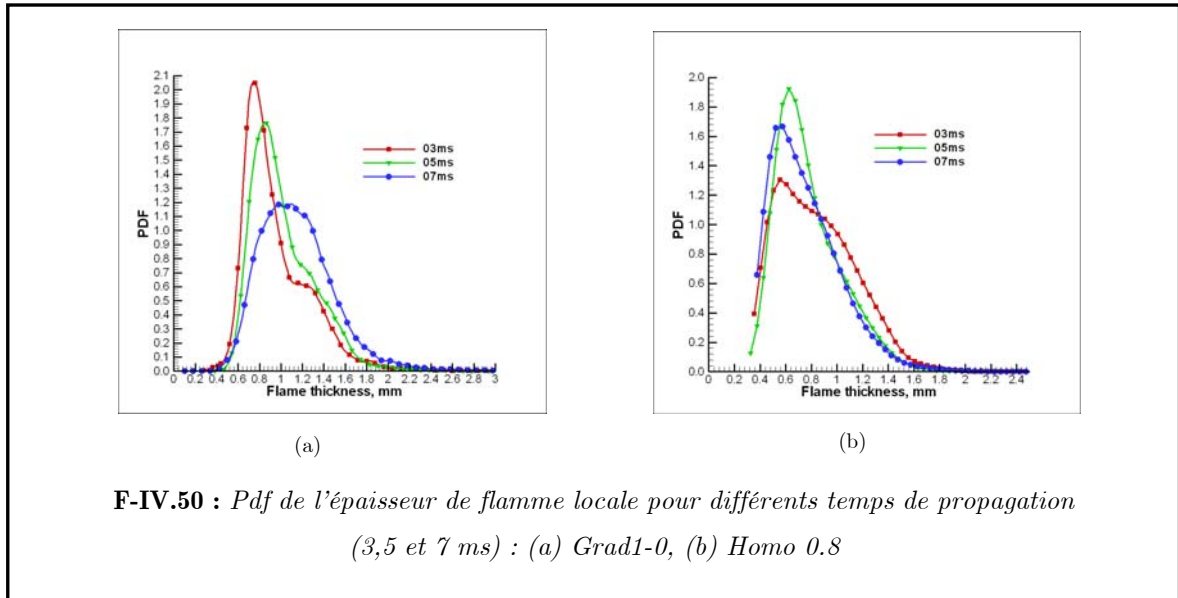 2.1
2.0
1.9
1.8
1.7
1.6
1.5
1.4
1.3
1.2
1.1
1.0
0.9
0.8
0.7
0.6
0.5
0.4
0.3
0.2
0.1
0.0
PDF
03ms
05ms
07ms
0 0.2 0.4 0.6 0.8 1 1.2 1.4 1.6 1.8 2 2.2 2.4 2.6 2.8 3
Flame thickness, mm
(a)
2.0
1.8
1.6
1.4
1.2
1.0
0.8
0.6
0.4
0.2
0.0
PDF
03ms
05ms
07ms
0 0.2 0.4 0.6 0.8 1 1.2 1.4 1.6 1.8 2 2.2 2.4
Flame thickness, mm
(b)
F-IV.50 : Pdf de l'épaisseur de flamme locale pour différents temps de propagation
(3,5 et 7 ms) : (a) Grad1-0, (b) Homo 0.8